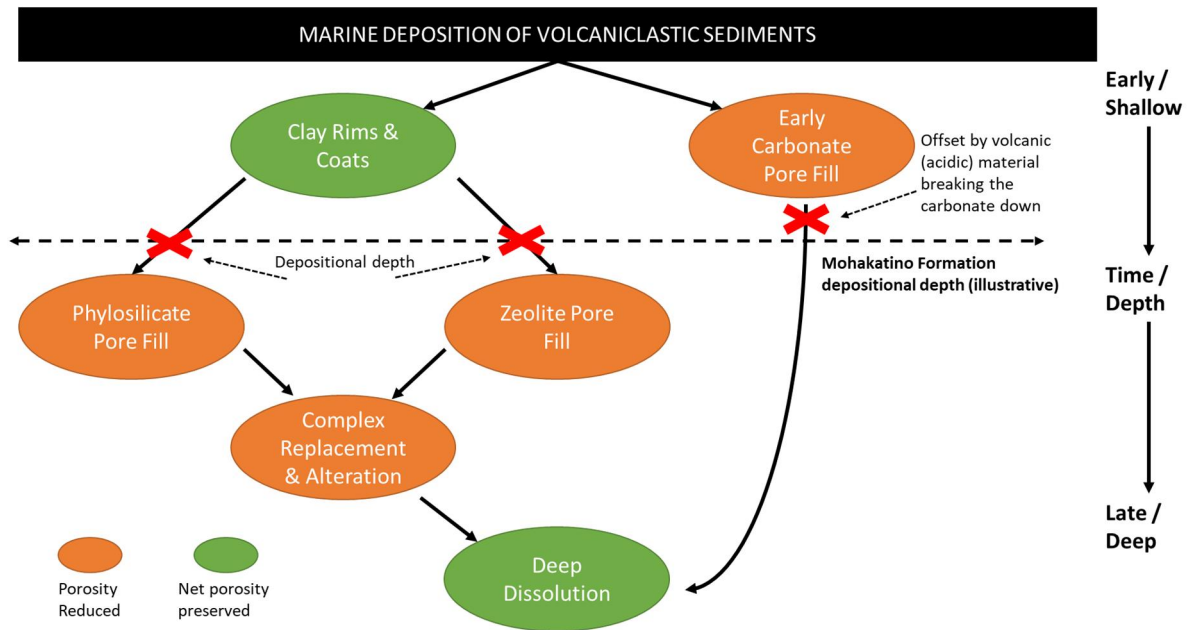 MARINE DEPOSITION OF VOLCANICLASTIC SEDIMENTS
Early /
Shallow
Clay Rims &
Coats
Early
Carbonate
Pore Fill
Offset by volcanic
(acidic) material
breaking the
carbonate down
Depositional depth
Mohakatino Formation
depositional depth (illustrative)
Time /
Depth
Phylosilicate
Pore Fill
Zeolite Pore
Fill
Complex
Replacement
& Alteration
Late /
Deep
Deep
Dissolution
Porosity
Reduced
Net porosity
preserved